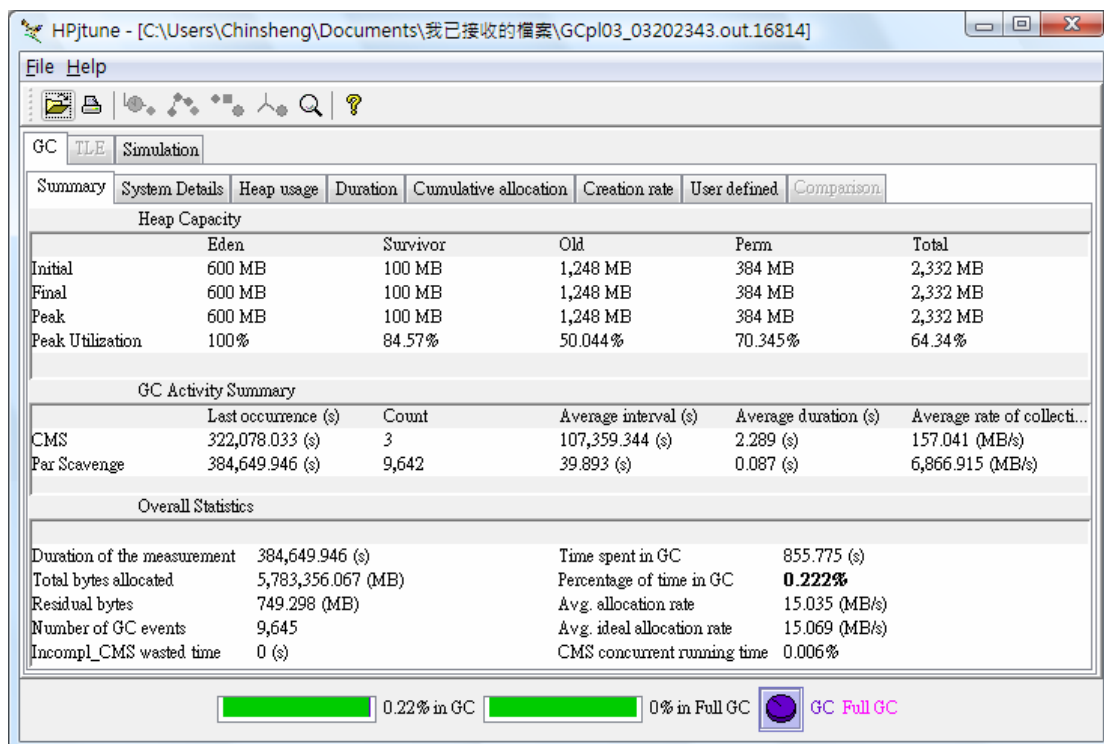 HPjtune - [C:\Users\Chinsheng\Documents\我已接收的檔案\GCpl03_03202343.out.16814]
File Help
GC TLE Simulation
Summary System Details Heap usage Duration Cumulative allocation Creation rate User defined Comparison
Heap Capacity
Eden Survivor Old Perm Total
Initial 600 MB 100 MB 1,248 MB 384 MB 2,332 MB
Final 600 MB 100 MB 1,248 MB 384 MB 2,332 MB
Peak 600 MB 100 MB 1,248 MB 384 MB 2,332 MB
Peak Utilization 100% 84.57% 50.044% 70.345% 64.34%
GC Activity Summary
Last occurrence (s) Count Average interval (s) Average duration (s) Average rate of collecti...
CMS 322,078.033 (s) 3 107,359.344 (s) 2.289 (s) 157.041 (MB/s)
Par Scavenge 384,649.946 (s) 9,642 39.893 (s) 0.087 (s) 6,866.915 (MB/s)
Overall Statistics
Duration of the measurement 384,649.946 (s) Time spent in GC 855.775 (s)
Total bytes allocated 5,783,356.067 (MB) Percentage of time in GC 0.222%
Residual bytes 749.298 (MB) Avg. allocation rate 15.035 (MB/s)
Number of GC events 9,645 Avg. ideal allocation rate 15.069 (MB/s)
Incompl_CMS wasted time 0 (s) CMS concurrent running time 0.006%
0.22% in GC 0% in Full GC GC Full GC